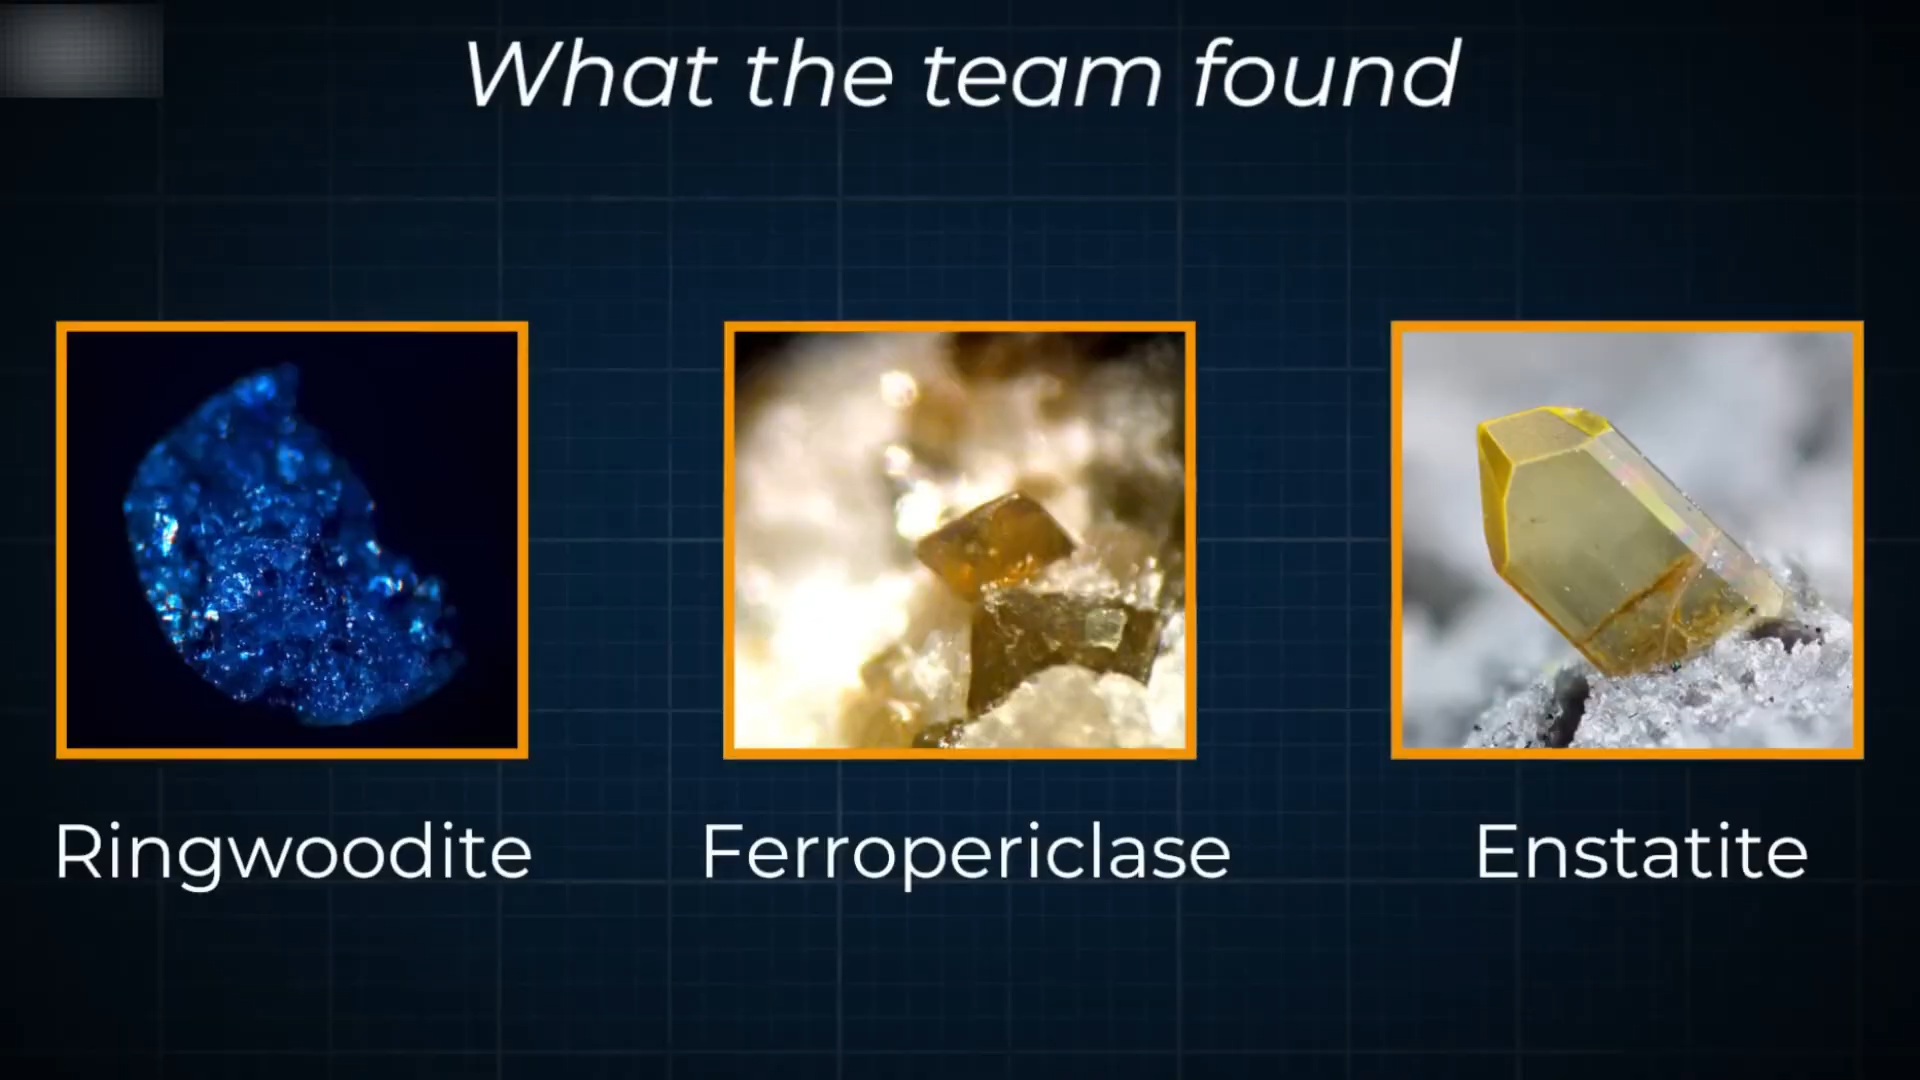 What the team found
Ringwoodite
Ferropericlase
Enstatite